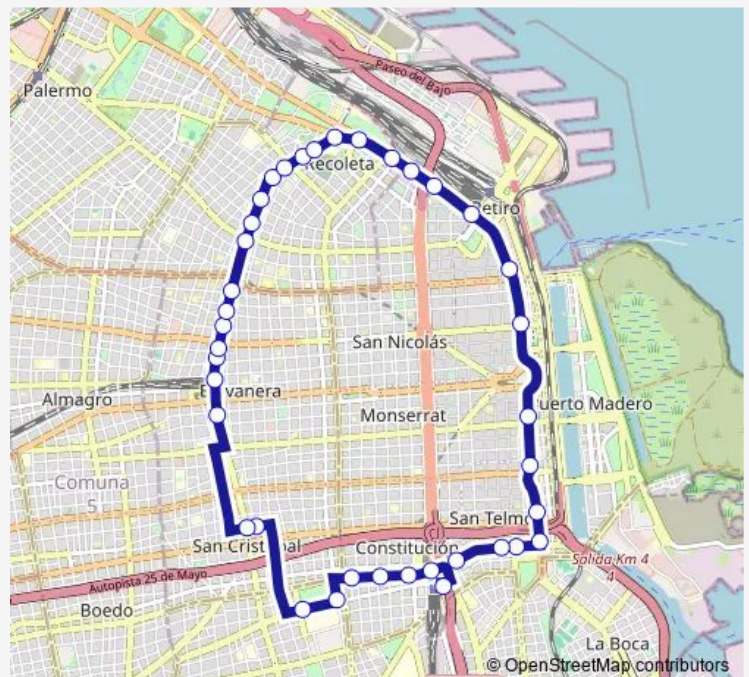 Paseo del Bajo
Palermo
Recoleta
Retiro
San Nicolás
Balvanera
Almagro
Puerto Madero
Monserrat
Comuna
5
San Telmo
San Cristóbal
Constitución
Salida Km 4
4
Autopista 25 de Mayo
Boedo
La Boca
© OpenStreetMap contributors